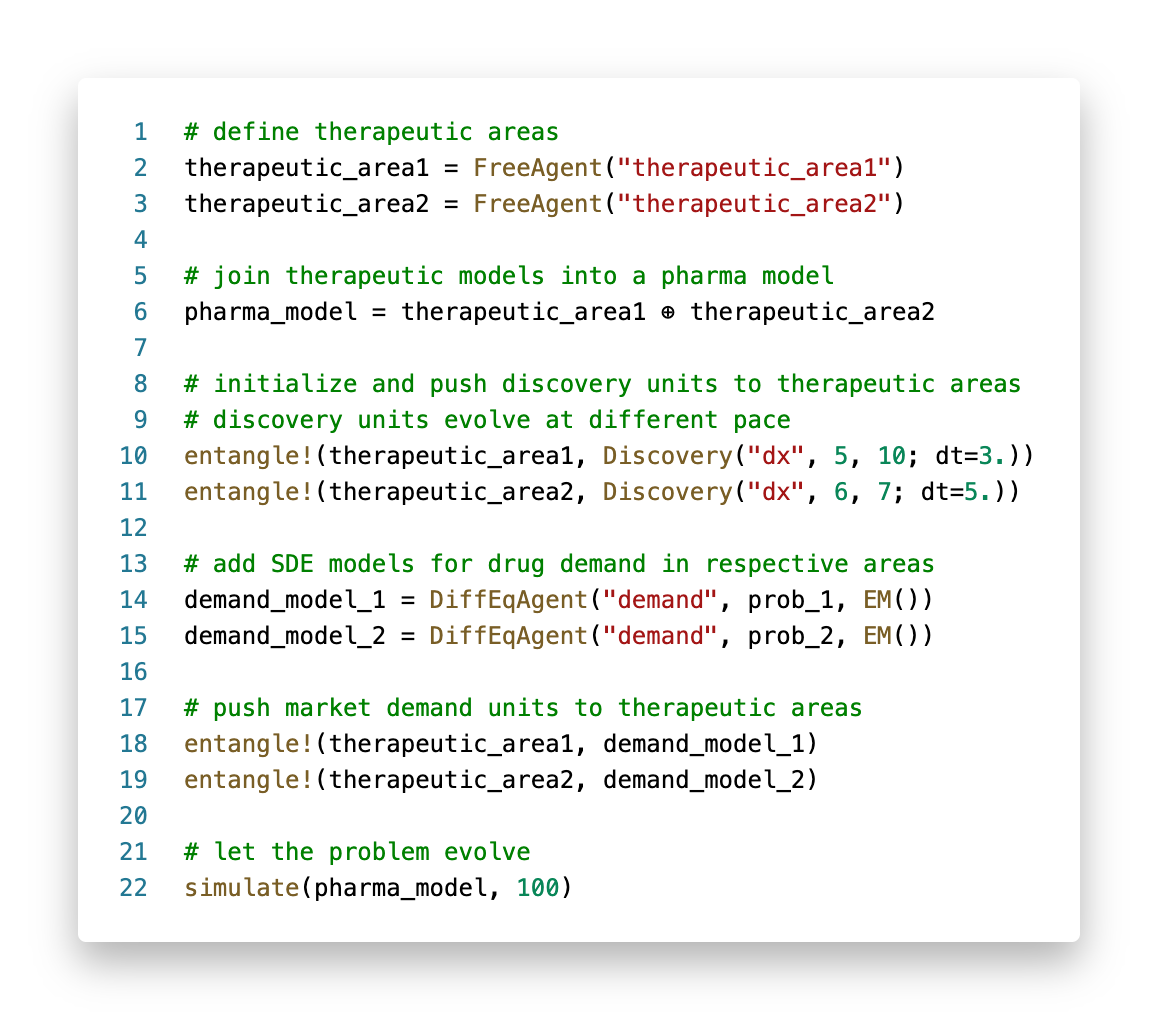 1 # define therapeutic areas
2 therapeutic_area1 = FreeAgent("therapeutic_area1")
3 therapeutic_area2 = FreeAgent("therapeutic_area2")
4
5 # join therapeutic models into a pharma model
6 pharma_model = therapeutic_area1 ⊕ therapeutic_area2
7
8 # initialize and push discovery units to therapeutic areas
9 # discovery units evolve at different pace
10 entangle!(therapeutic_area1, Discovery("dx", 5, 10; dt=3.))
11 entangle!(therapeutic_area2, Discovery("dx", 6, 7; dt=5.))
12
13 # add SDE models for drug demand in respective areas
14 demand_model_1 = DiffEqAgent("demand", prob_1, EM())
15 demand_model_2 = DiffEqAgent("demand", prob_2, EM())
16
17 # push market demand units to therapeutic areas
18 entangle!(therapeutic_area1, demand_model_1)
19 entangle!(therapeutic_area2, demand_model_2)
20
21 # let the problem evolve
22 simulate(pharma_model, 100)